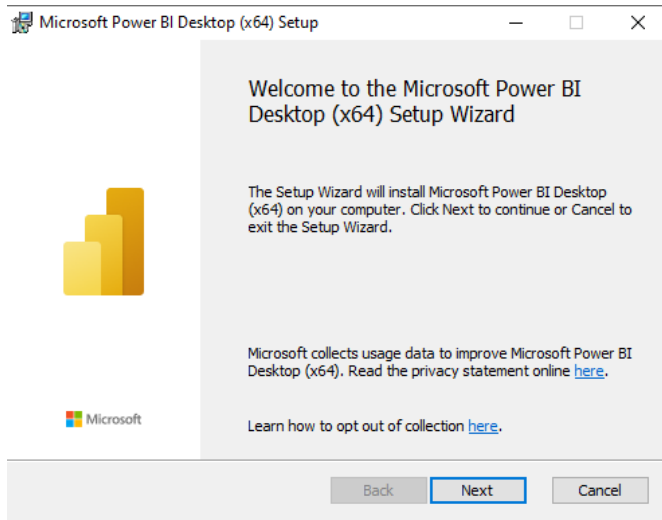 Microsoft Power BI Desktop (x64) Setup
Welcome to the Microsoft Power BI
Desktop (x64) Setup Wizard
The Setup Wizard will install Microsoft Power BI Desktop
(x64) on your computer. Click Next to continue or Cancel to
exit the Setup Wizard.
Microsoft collects usage data to improve Microsoft Power BI
Desktop (x64). Read the privacy statement online here.
Microsoft
Learn how to opt out of collection here.
Back Next Cancel